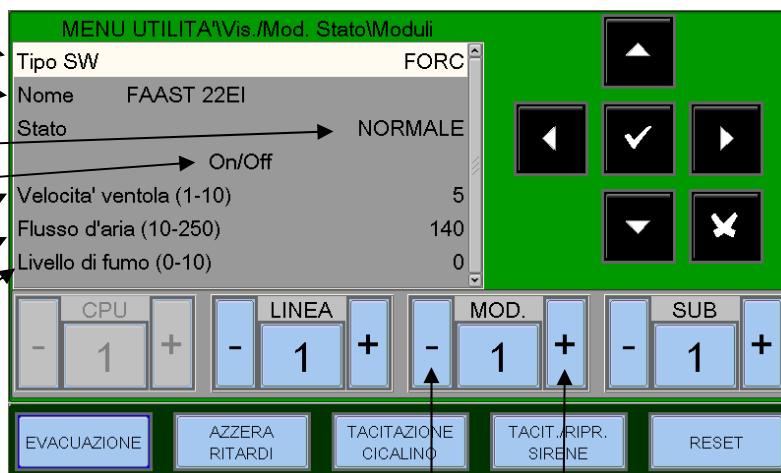 MENU UTILITA'\Vis./Mod. Stato\Moduli
Tipo SW FORC
Nome FAAST 22EI
Stato NORMALE
On/Off
Velocita' ventola (1-10) 5
Flusso d'aria (10-250) 140
Livello di fumo (0-10) 0
CPU LINEA MOD. SUB
- 1 + - 1 + - 1 + - 1 +
EVACUAZIONE AZZERA RITARDI TACITAZIONE CICALINO TACIT./RIPR. SIRENE RESET